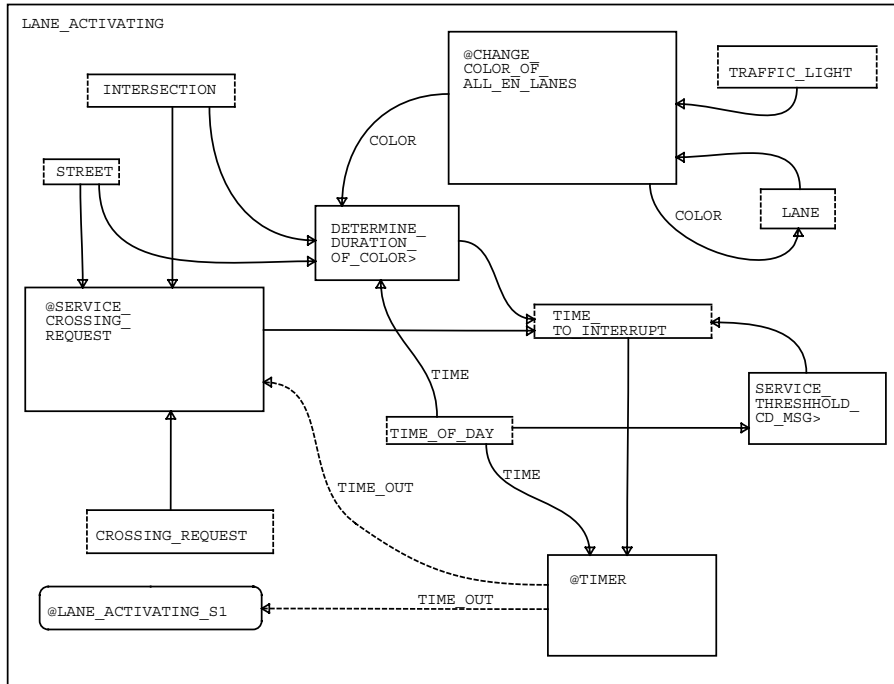 LANE_ACTIVATING
@CHANGE_
COLOR_OF_
ALL_EN_LANES
TRAFFIC_LIGHT
INTERSECTION
COLOR
STREET
LANE
COLOR
DETERMINE_
DURATION_
OF_COLOR>
@SERVICE_
CROSSING_
REQUEST
TIME_
TO_INTERRUPT
TIME
SERVICE_
THRESHHOLD_
CD_MSG>
TIME_OF_DAY
TIME_OUT
TIME
CROSSING_REQUEST
@TIMER
TIME_OUT
@LANE_ACTIVATING_S1